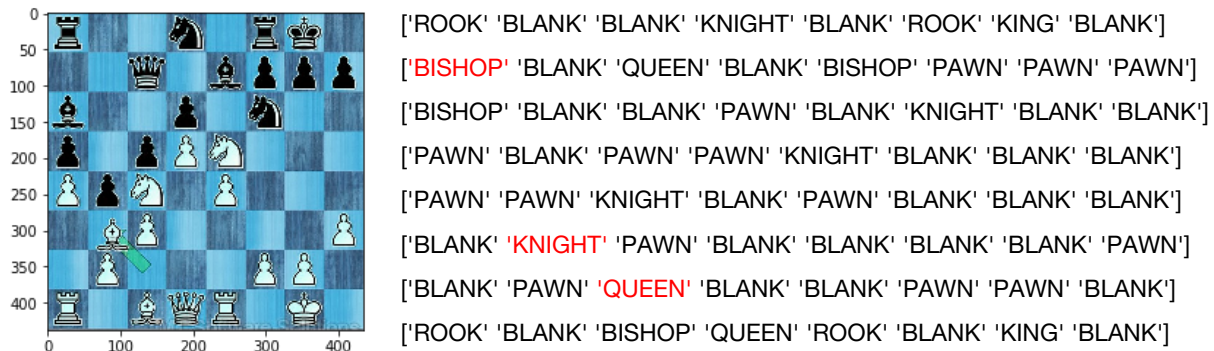 ['ROOK' 'BLANK' 'BLANK' 'KNIGHT' 'BLANK' 'ROOK' 'KING' 'BLANK']
['BISHOP' 'BLANK' 'QUEEN' 'BLANK' 'BISHOP' 'PAWN' 'PAWN' 'PAWN']
['BISHOP' 'BLANK' 'BLANK' 'PAWN' 'BLANK' 'KNIGHT' 'BLANK' 'BLANK']
['PAWN' 'BLANK' 'PAWN' 'PAWN' 'KNIGHT' 'BLANK' 'BLANK' 'BLANK']
['PAWN' 'PAWN' 'KNIGHT' 'BLANK' 'PAWN' 'BLANK' 'BLANK' 'BLANK']
['BLANK' 'KNIGHT' 'PAWN' 'BLANK' 'BLANK' 'BLANK' 'BLANK' 'PAWN']
['BLANK' 'PAWN' 'QUEEN' 'BLANK' 'BLANK' 'PAWN' 'PAWN' 'BLANK']
['ROOK' 'BLANK' 'BISHOP' 'QUEEN' 'ROOK' 'BLANK' 'KING' 'BLANK']
0
50
100
150
200
250
300
350
400
0 100 200 300 400